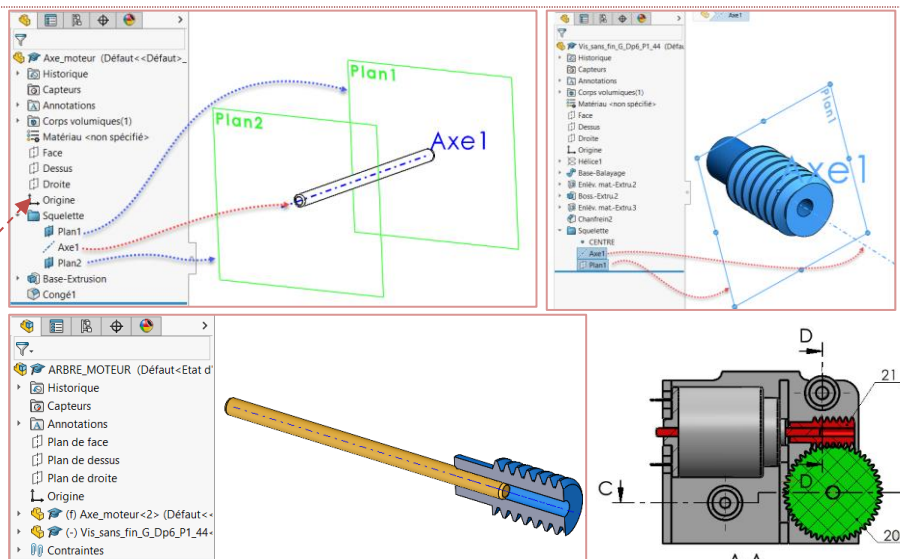 Axe_moteur (Défaut<<Défaut>_
Historique
Capteurs
Annotations
Corps volumiques(1)
Matériau <non spécifié>
Face
Dessus
Droite
Origine
Squelette
Plan1
Axe1
Plan2
Base-Extrusion
Congé1
Plan1
Plan2
Axe1
Axe1
Vis_sans_fin_G_Dp6_P1_44 (Défau
Historique
Capteurs
Annotations
Corps volumiques(1)
Matériau <non spécifié>
Face
Dessus
Droite
Origine
Hélice1
Base-Balayage
Enlèv. mat.-Extru.2
Boss.-Extru.2
Enlèv. mat.-Extru.3
Chanfrein2
Squelette
CENTRE
Axe1
Plan1
Plan1
Axe1
ARBRE_MOTEUR (Défaut<Etat d'
Historique
Capteurs
Annotations
Plan de face
Plan de dessus
Plan de droite
Origine
(f) Axe_moteur<2> (Défaut<<
(-) Vis_sans_fin_G_Dp6_P1_44<
Contraintes
D
21
D
C
20
A-A